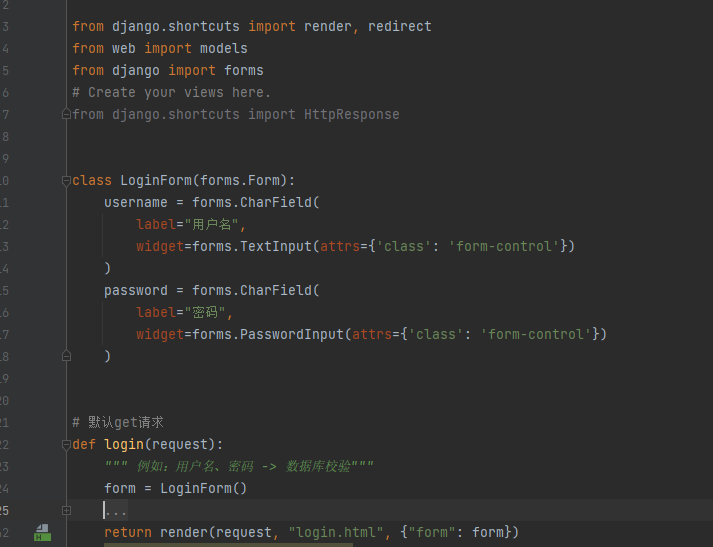 2
3 from django.shortcuts import render, redirect
4 from web import models
5 from django import forms
6 # Create your views here.
7 from django.shortcuts import HttpResponse
8
9
10 class LoginForm(forms.Form):
11 username = forms.CharField(
12 label="用户名",
13 widget=forms.TextInput(attrs={'class': 'form-control'})
14 )
15 password = forms.CharField(
16 label="密码",
17 widget=forms.PasswordInput(attrs={'class': 'form-control'})
18 )
19
20
21 # 默认get请求
22 def login(request):
23 """ 例如：用户名、密码 -> 数据库校验"""
24 form = LoginForm()
25 ...
42 return render(request, "login.html", {"form": form})